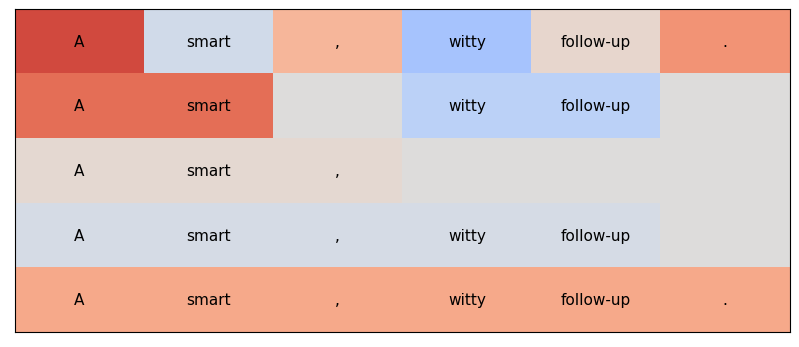 A smart , witty follow-up .
A smart witty follow-up
A smart ,
A smart , witty follow-up
A smart , witty follow-up .